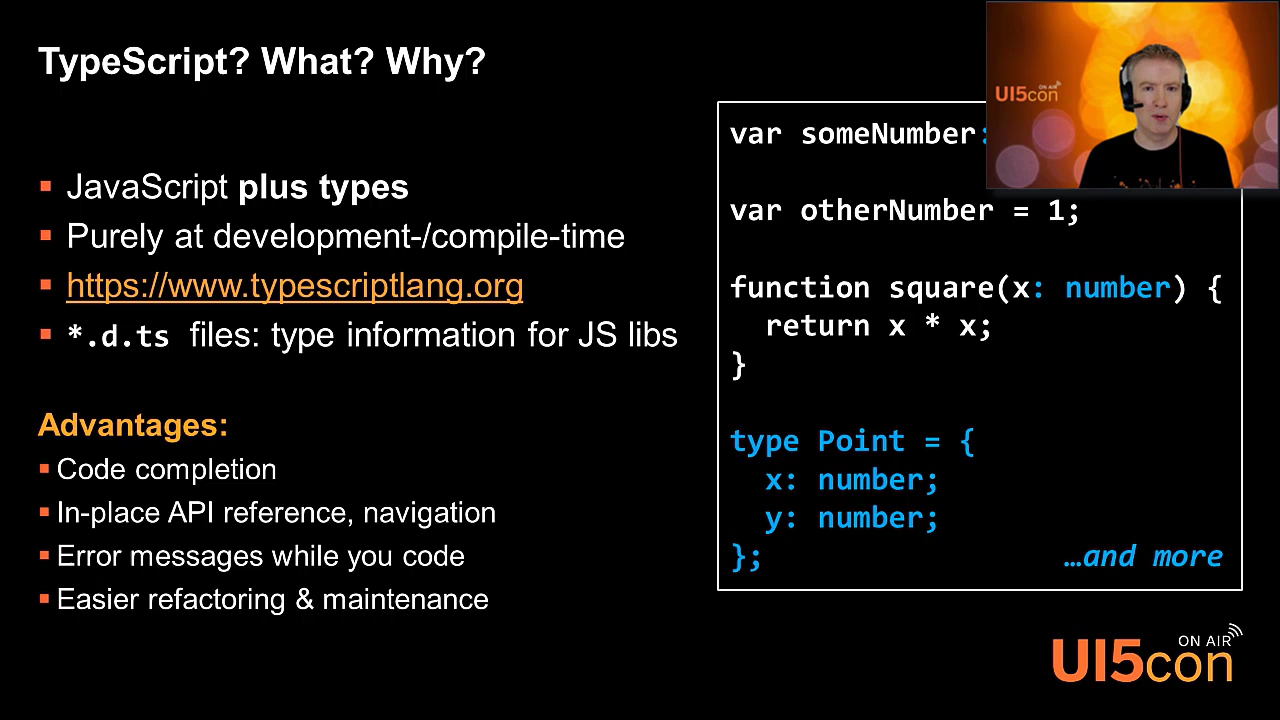 TypeScript? What? Why?
JavaScript plus types
Purely at development-/compile-time
https://www.typescriptlang.org
*.d.ts files: type information for JS libs
Advantages:
Code completion
In-place API reference, navigation
Error messages while you code
Easier refactoring & maintenance
var someNumber:
var otherNumber = 1;
function square(x: number) {
return x * x;
}
type Point = {
x: number;
y: number;
};
…and more
ON AIR
UI5con
ON AIR
UI5con